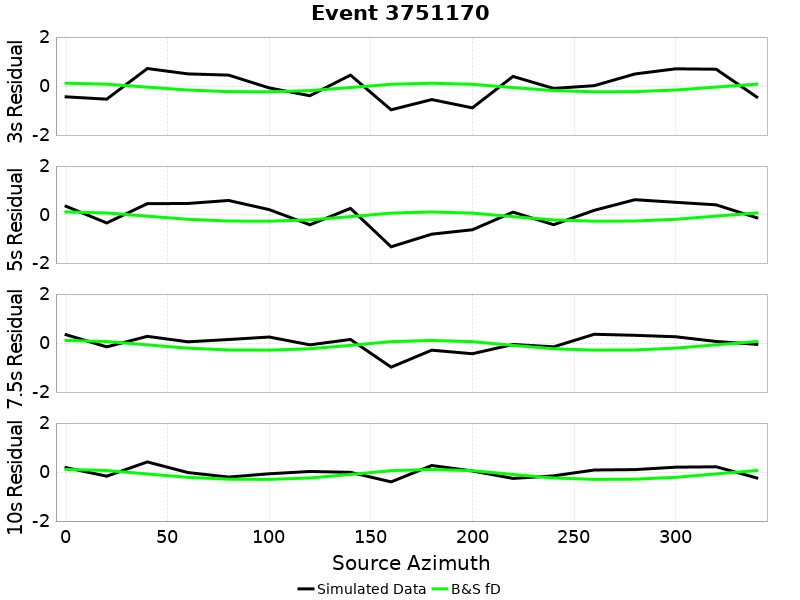 Event 3751170
3s Residual
2
0
-2
5s Residual
2
0
-2
7.5s Residual
2
0
-2
10s Residual
2
0
-2
0 50 100 150 200 250 300
Source Azimuth
Simulated Data B&S fD